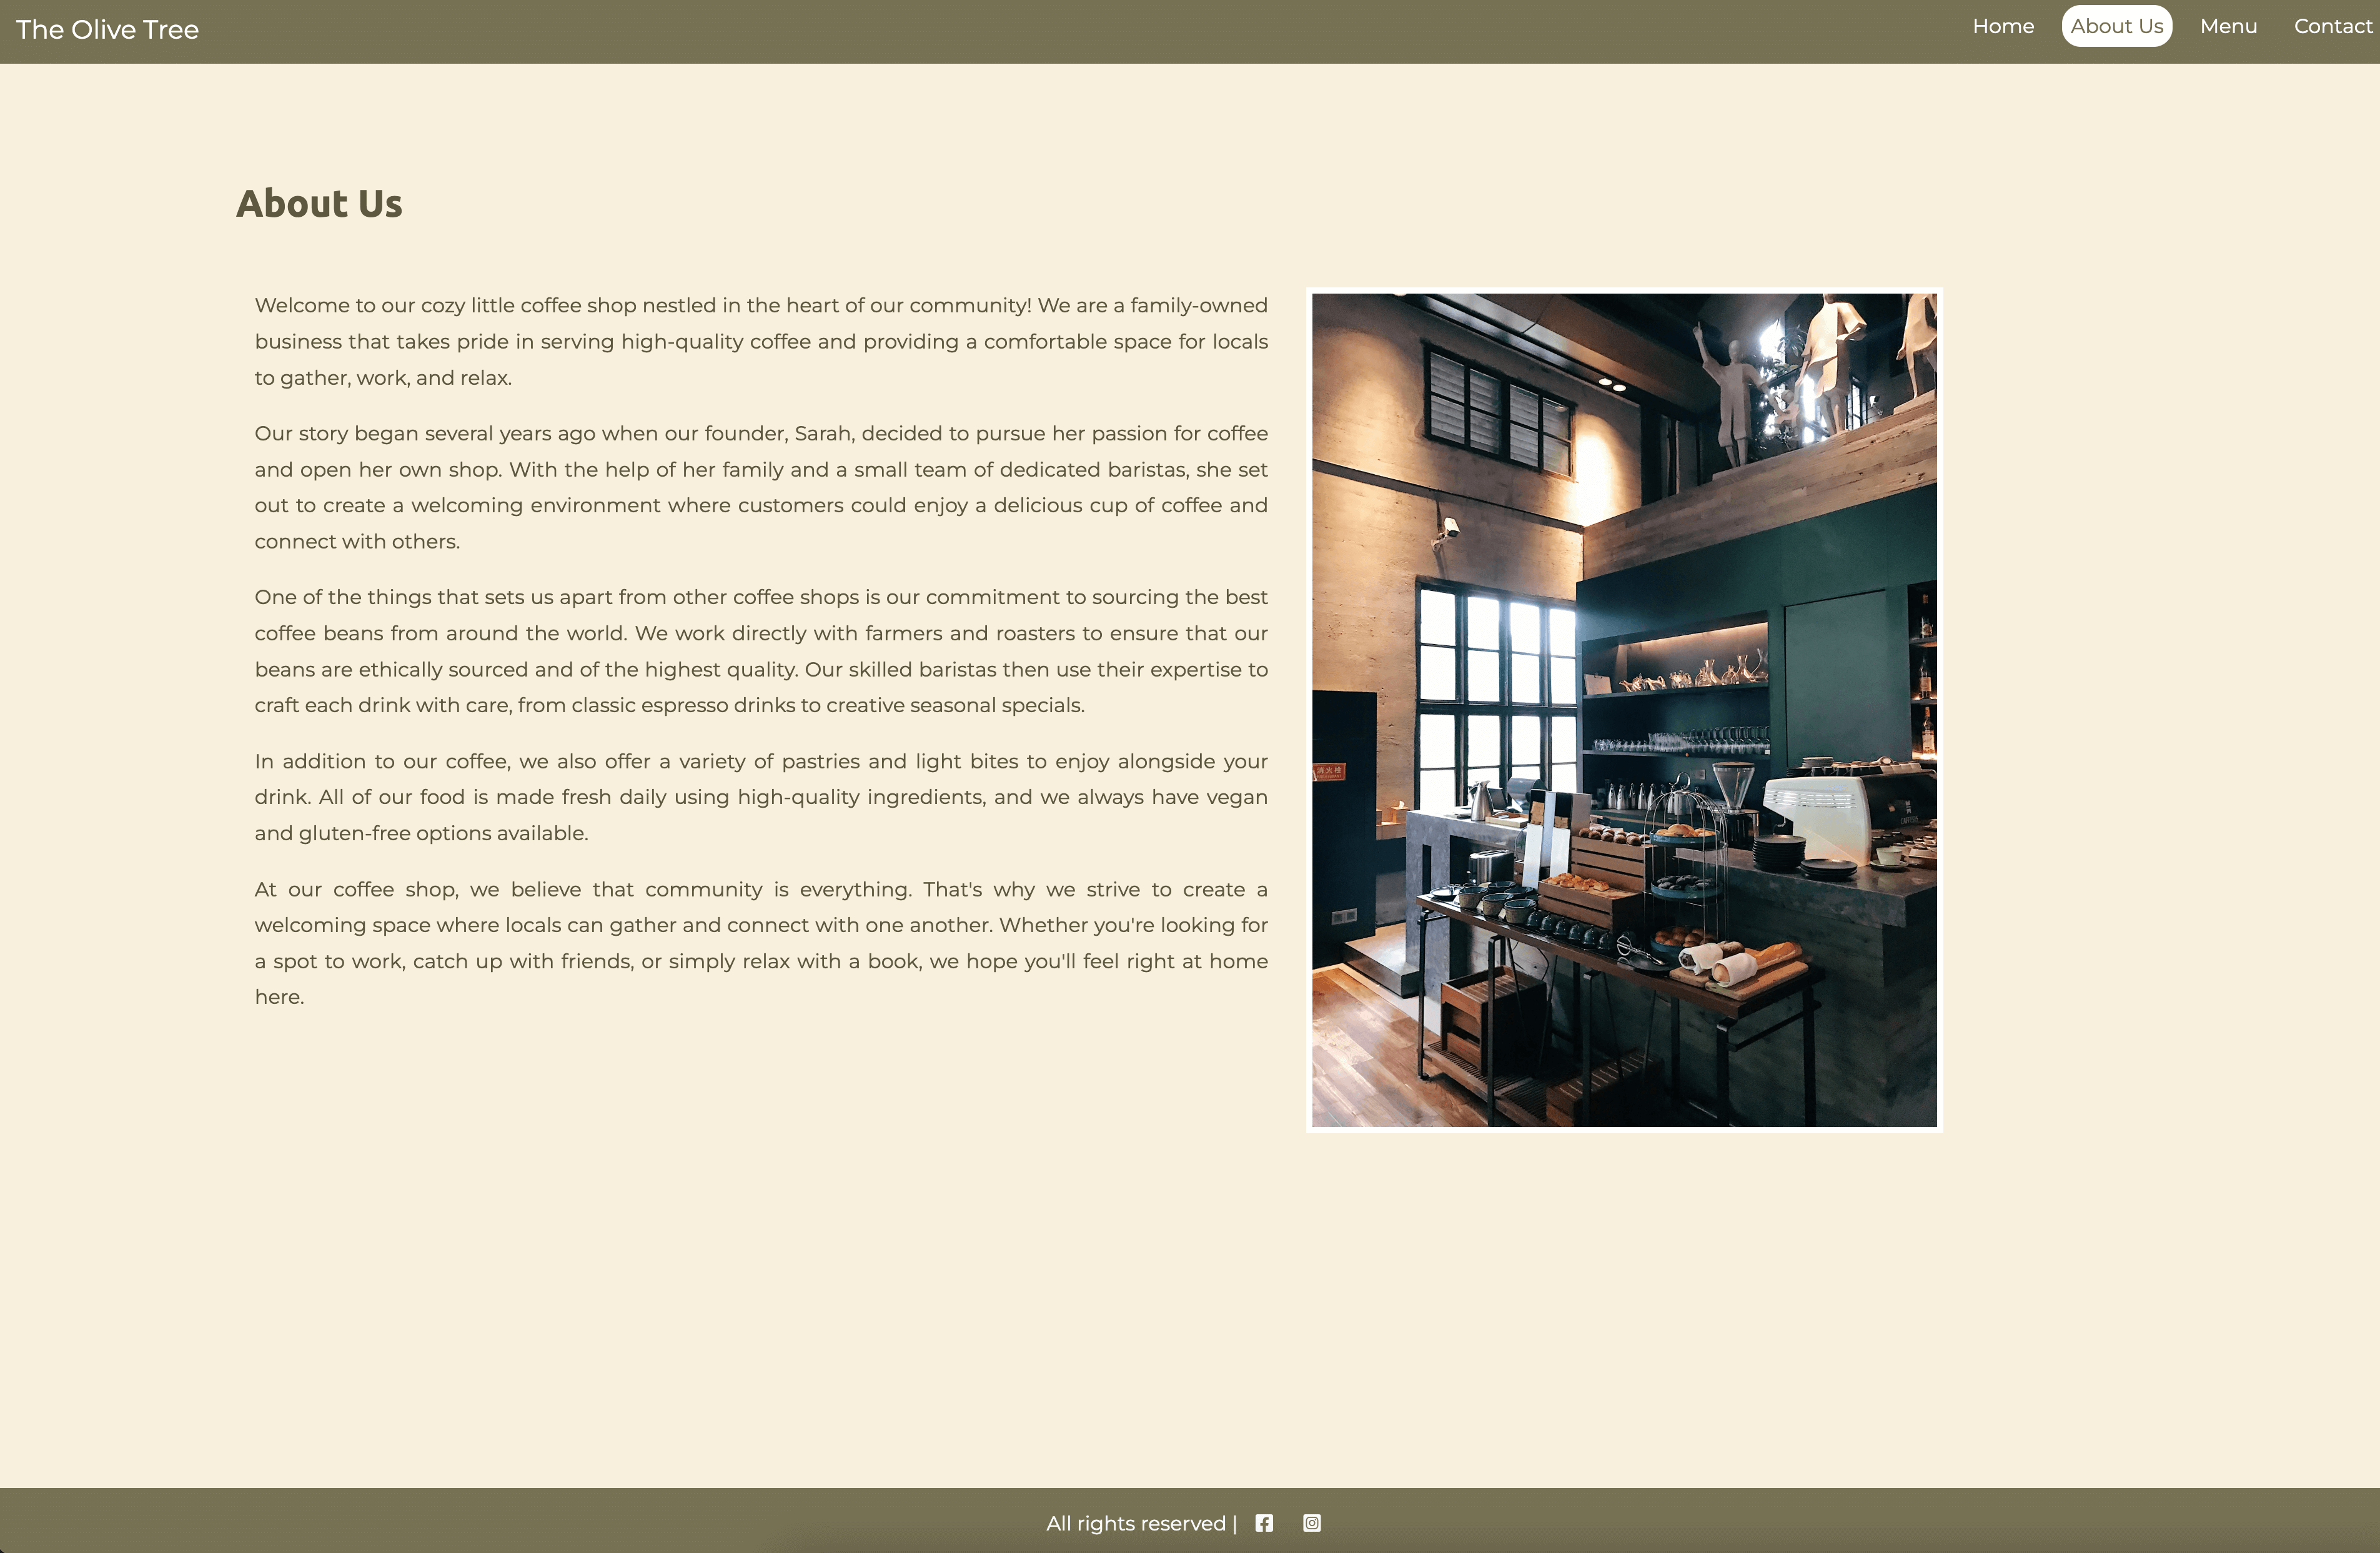 The Olive Tree
Home
About Us
Menu
Contact
About Us
Welcome to our cozy little coffee shop nestled in the heart of our community! We are a family-owned
business that takes pride in serving high-quality coffee and providing a comfortable space for locals
to gather, work, and relax.
Our story began several years ago when our founder, Sarah, decided to pursue her passion for coffee
and open her own shop. With the help of her family and a small team of dedicated baristas, she set
out to create a welcoming environment where customers could enjoy a delicious cup of coffee and
connect with others.
One of the things that sets us apart from other coffee shops is our commitment to sourcing the best
coffee beans from around the world. We work directly with farmers and roasters to ensure that our
beans are ethically sourced and of the highest quality. Our skilled baristas then use their expertise to
craft each drink with care, from classic espresso drinks to creative seasonal specials.
In addition to our coffee, we also offer a variety of pastries and light bites to enjoy alongside your
drink. All of our food is made fresh daily using high-quality ingredients, and we always have vegan
and gluten-free options available.
At our coffee shop, we believe that community is everything. That's why we strive to create a
welcoming space where locals can gather and connect with one another. Whether you're looking for
a spot to work, catch up with friends, or simply relax with a book, we hope you'll feel right at home
here.
消火栓
All rights reserved |